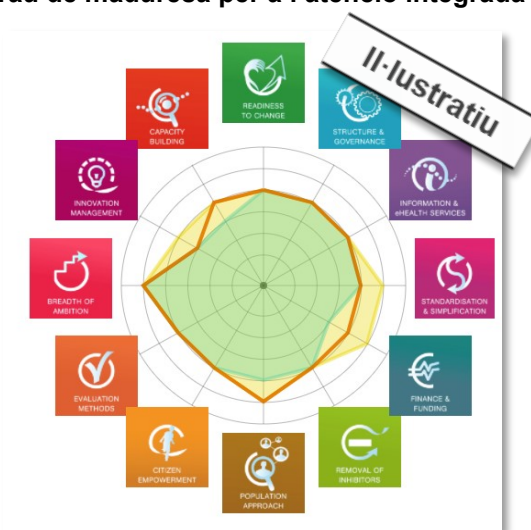 Il·lustratiu
READINESS
TO CHANGE
STRUCTURE &
GOVERNANCE
INFORMATION &
eHEALTH SERVICES
STANDARDISATION
& SIMPLIFICATION
FINANCE &
FUNDING
REMOVAL OF
INHIBITORS
POPULATION
APPROACH
CITIZEN
EMPOWERMENT
EVALUATION
METHODS
BREADTH OF
AMBITION
INNOVATION
MANAGEMENT
CAPACITY
BUILDING